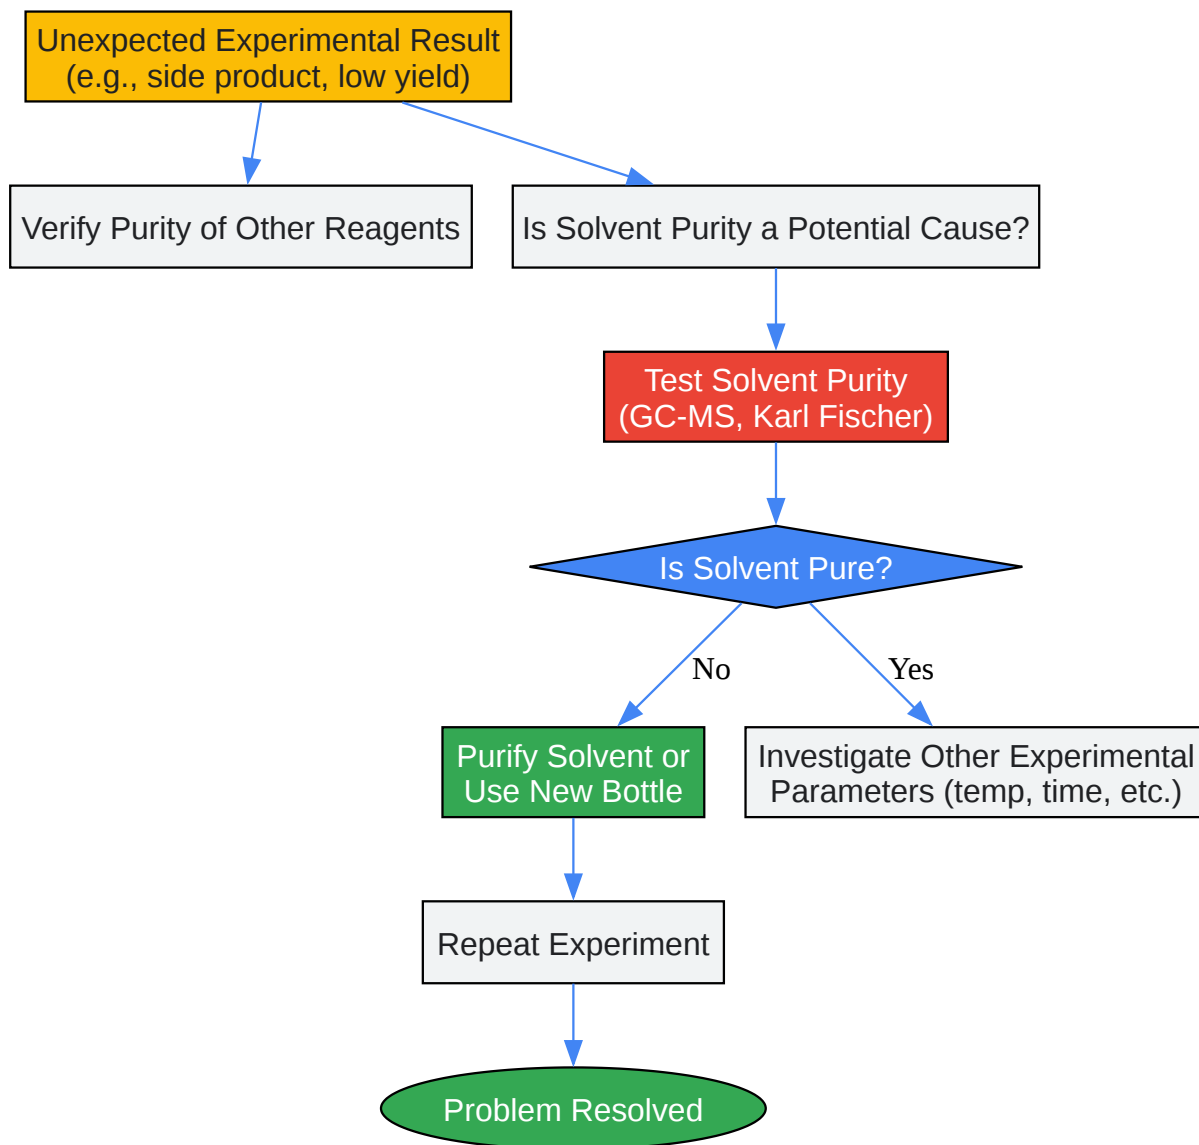 Unexpected Experimental Result
(e.g., side product, low yield)
Verify Purity of Other Reagents
Is Solvent Purity a Potential Cause?
Test Solvent Purity
(GC-MS, Karl Fischer)
Is Solvent Pure?
No
Yes
Purify Solvent or
Use New Bottle
Investigate Other Experimental
Parameters (temp, time, etc.)
Repeat Experiment
Problem Resolved